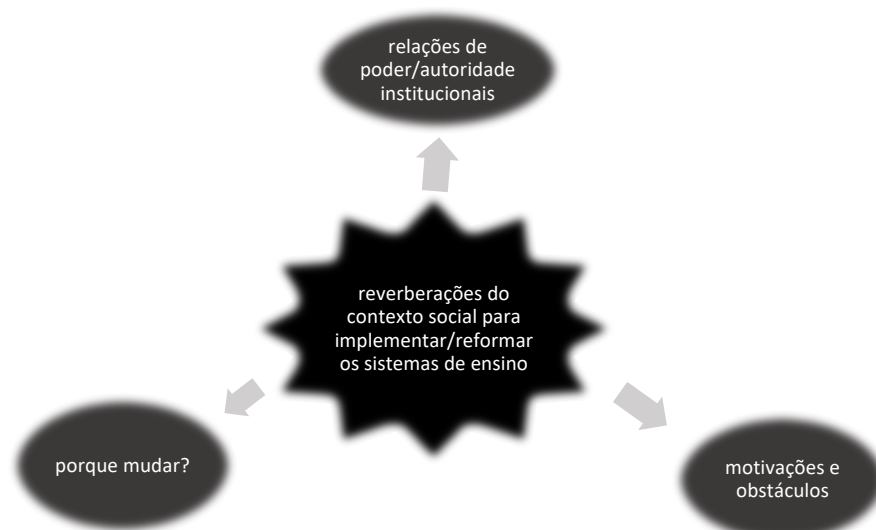 relações de
poder/autoridade
institucionais
reverberações do
contexto social para
implementar/reformar
os sistemas de ensino
porque mudar?
motivações e
obstáculos